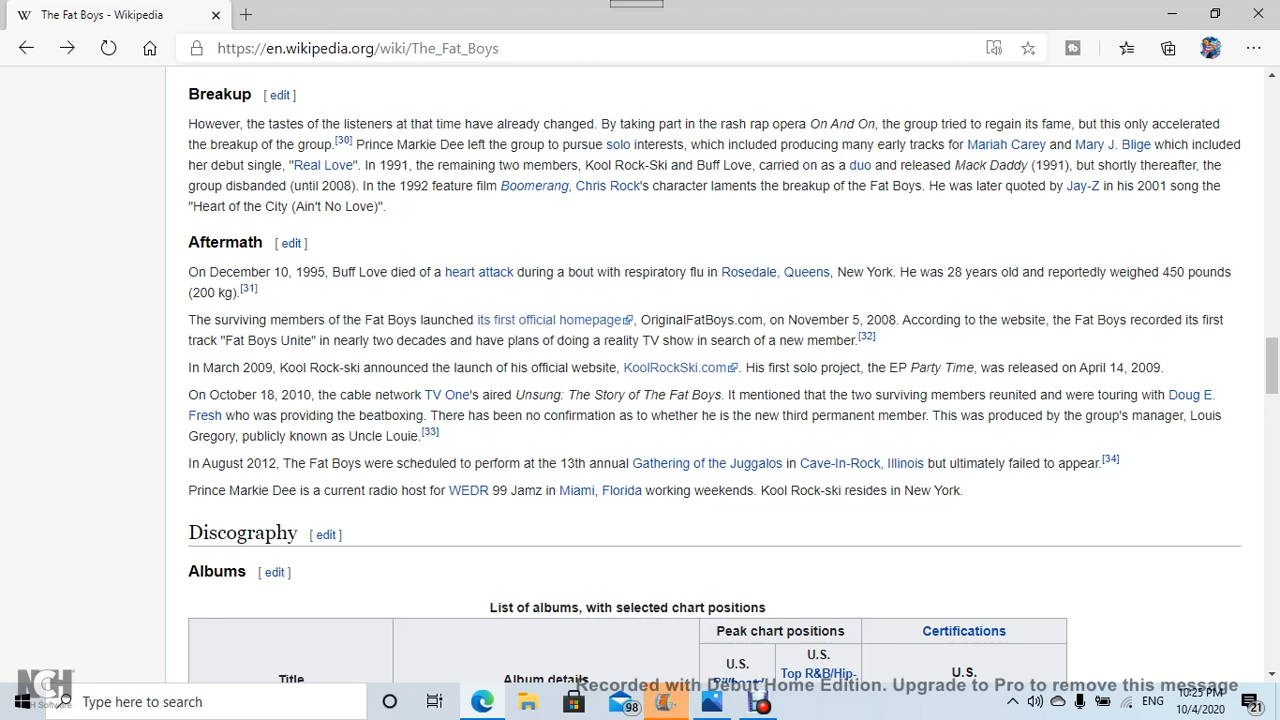 The Fat Boys - Wikipedia
https://en.wikipedia.org/wiki/The_Fat_Boys
Breakup [ edit ]
However, the tastes of the listeners at that time have already changed. By taking part in the rash rap opera On And On, the group tried to regain its fame, but this only accelerated
the breakup of the group.[30] Prince Markie Dee left the group to pursue solo interests, which included producing many early tracks for Mariah Carey and Mary J. Blige which included
her debut single, "Real Love". In 1991, the remaining two members, Kool Rock-Ski and Buff Love, carried on as a duo and released Mack Daddy (1991), but shortly thereafter, the
group disbanded (until 2008). In the 1992 feature film Boomerang, Chris Rock's character laments the breakup of the Fat Boys. He was later quoted by Jay-Z in his 2001 song the
"Heart of the City (Ain't No Love)".
Aftermath [ edit ]
On December 10, 1995, Buff Love died of a heart attack during a bout with respiratory flu in Rosedale, Queens, New York. He was 28 years old and reportedly weighed 450 pounds
(200 kg).[31]
The surviving members of the Fat Boys launched its first official homepage, OriginalFatBoys.com, on November 5, 2008. According to the website, the Fat Boys recorded its first
track "Fat Boys Unite" in nearly two decades and have plans of doing a reality TV show in search of a new member.[32]
In March 2009, Kool Rock-ski announced the launch of his official website, KoolRockSki.com. His first solo project, the EP Party Time, was released on April 14, 2009.
On October 18, 2010, the cable network TV One's aired Unsung: The Story of The Fat Boys. It mentioned that the two surviving members reunited and were touring with Doug E.
Fresh who was providing the beatboxing. There has been no confirmation as to whether he is the new third permanent member. This was produced by the group's manager, Louis
Gregory, publicly known as Uncle Louie.[33]
In August 2012, The Fat Boys were scheduled to perform at the 13th annual Gathering of the Juggalos in Cave-In-Rock, Illinois but ultimately failed to appear.[34]
Prince Markie Dee is a current radio host for WEDR 99 Jamz in Miami, Florida working weekends. Kool Rock-ski resides in New York.
Discography [ edit ]
Albums [ edit ]
List of albums, with selected chart positions
Peak chart positions Certifications
Title Album details U.S. U.S. U.S.
Top R&B/Hip-
Recorded with Debut Home Edition. Upgrade to Pro to remove this message
NCH Software
Type here to search
98
ENG
10:25 PM
10/4/2020
21